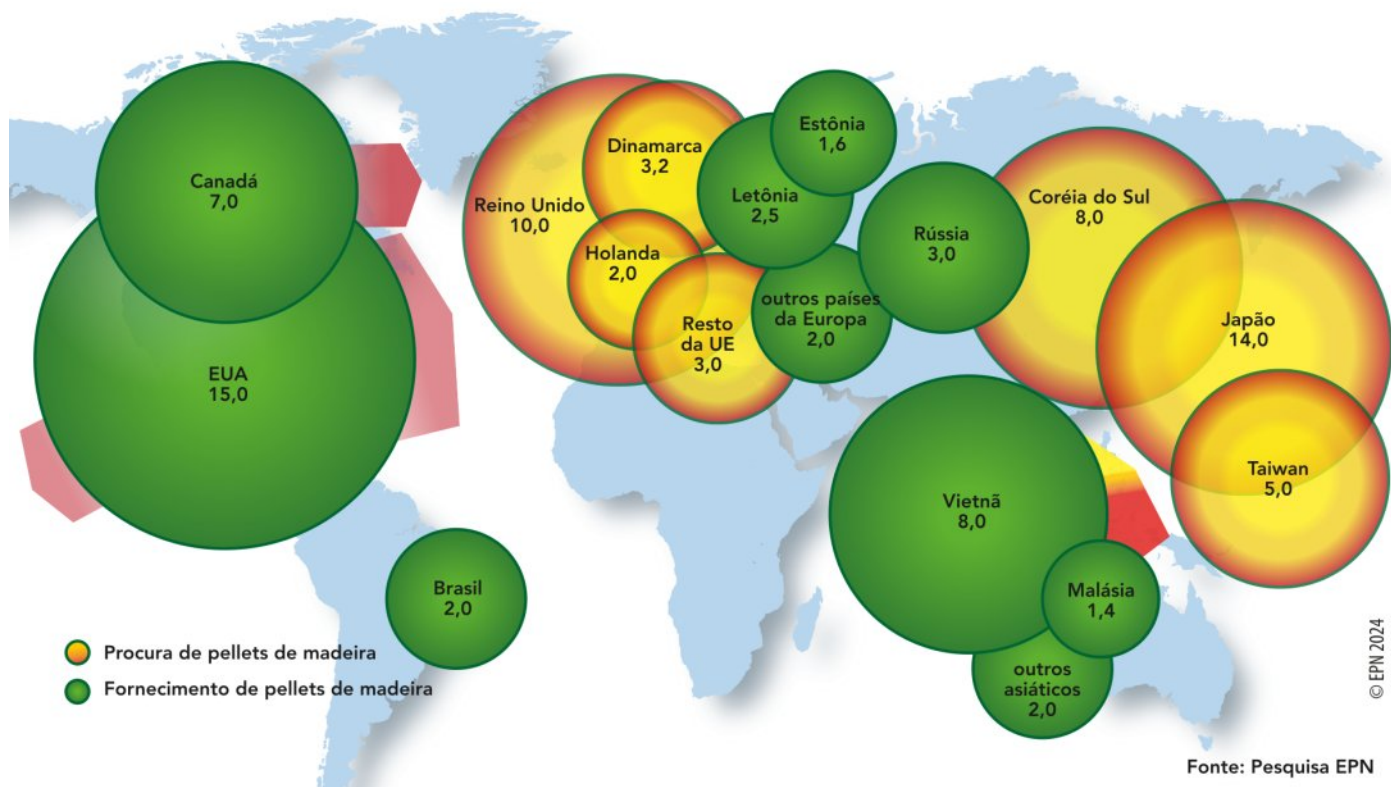 Canadá
7,0
EUA
15,0
Brasil
2,0
Reino Unido
10,0
Dinamarca
3,2
Holanda
2,0
Resto
da UE
3,0
Letônia
2,5
Estônia
1,6
outros países
da Europa
2,0
Rússia
3,0
Coréia do Sul
8,0
Japão
14,0
Taiwan
5,0
Vietnã
8,0
Malásia
1,4
outros
asiáticos
2,0
Procura de pellets de madeira
Fornecimento de pellets de madeira
© EPN 2024
Fonte: Pesquisa EPN